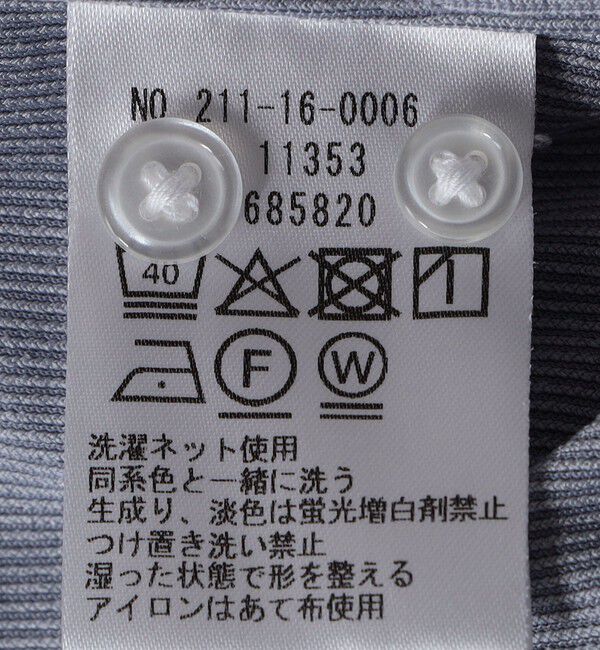 NO 211-16-0006
11353
685820
40
F W
洗濯ネット使用
同系色と一緒に洗う
生成り、淡色は蛍光増白剤禁止
つけ置き洗い禁止
湿った状態で形を整える
アイロンはあて布使用